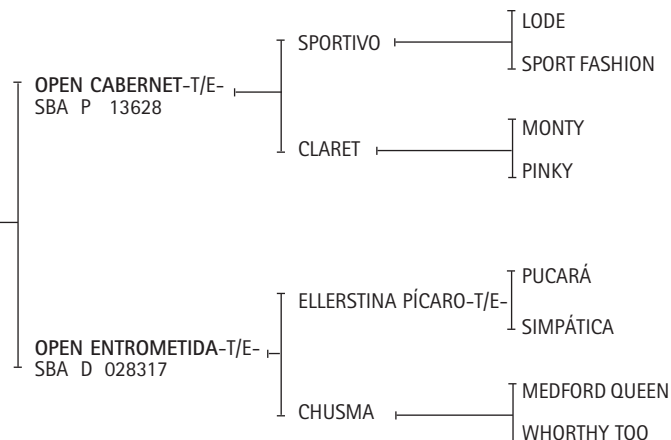 LODE
SPORTIVO
SPORT FASHION
OPEN CABERNET-T/E-
SBA P 13628
MONTY
CLARET
PINKY
PUCARÁ
ELLERSTINA PÍCARO-T/E-
SIMPÁTICA
OPEN ENTROMETIDA-T/E-
SBA D 028317
MEDFORD QUEEN
CHUSMA
WHORTHY TOO